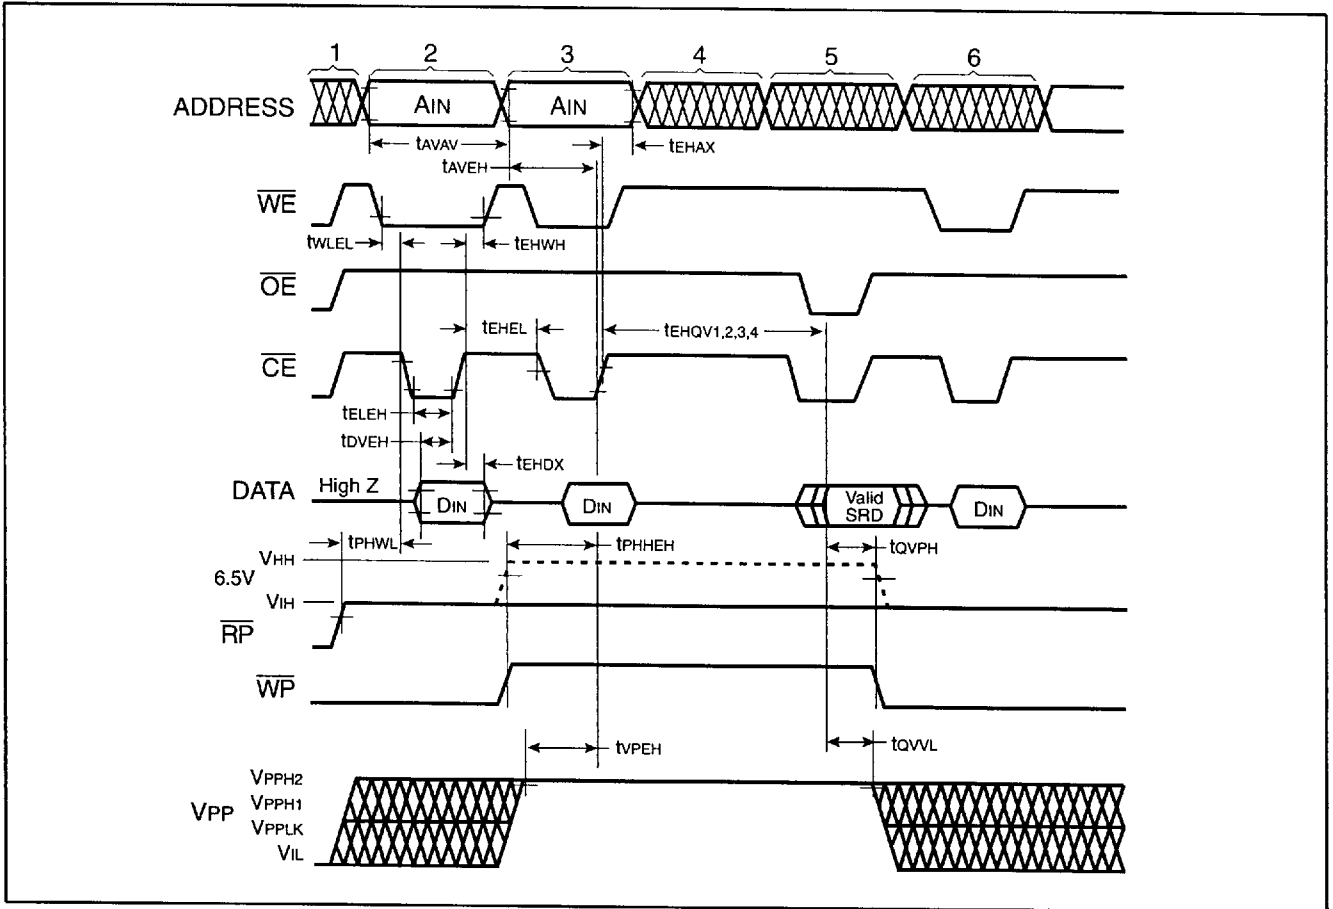 1 2 3 4 5 6
ADDRESS AIN AIN
tAVAV tEHAX
tAVEH
WE
tWLEL tEHWH
OE
tEHEL tEHQV1,2,3,4
CE
tELEH
tDVEH
tEHDX
DATA High Z DIN DIN Valid SRD DIN
tPHWL tPHHEH tQVPH
VHH
6.5V
VIH
RP
WP
tVPEH tQVVL
VPPH2
VPP VPPH1
VPPLK
VIL